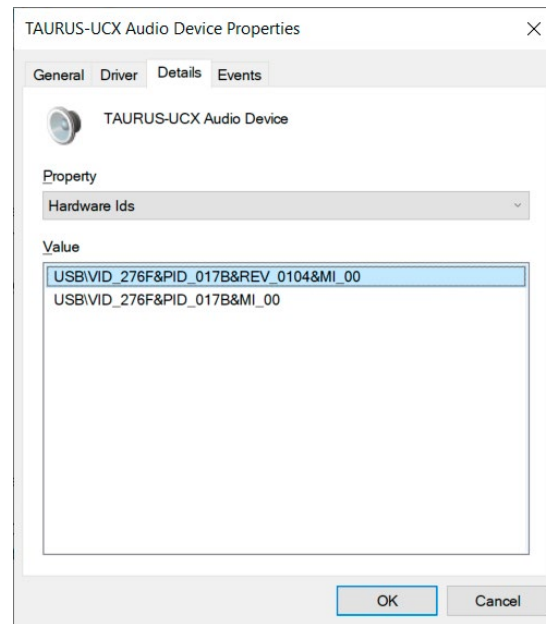 TAURUS-UCX Audio Device Properties
General Driver Details Events
TAURUS-UCX Audio Device
Property
Hardware Ids
Value
USB\VID_276F&PID_017B&REV_0104&MI_00
USB\VID_276F&PID_017B&MI_00
OK Cancel